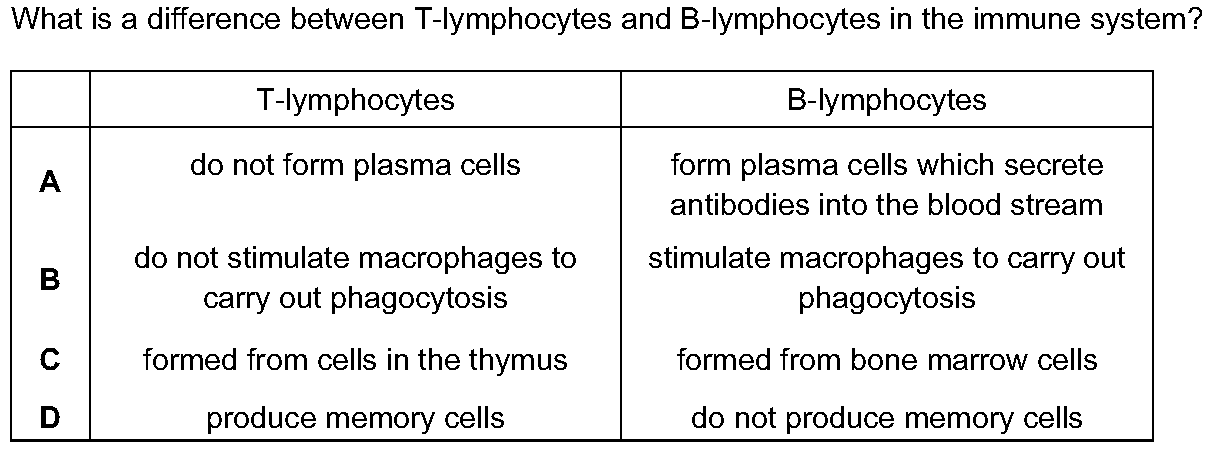 What is a difference between T-lymphocytes and B-lymphocytes in the immune system?
T-lymphocytes B-lymphocytes
A do not form plasma cells form plasma cells which secrete
antibodies into the blood stream
B do not stimulate macrophages to stimulate macrophages to carry out
carry out phagocytosis phagocytosis
C formed from cells in the thymus formed from bone marrow cells
D produce memory cells do not produce memory cells